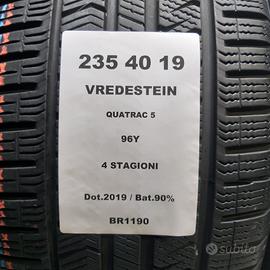 235 40 19
VREDESTEIN
QUATRAC 5
96Y
4 STAGIONI
Dot.2019 / Bat.90%
BR1190
subito